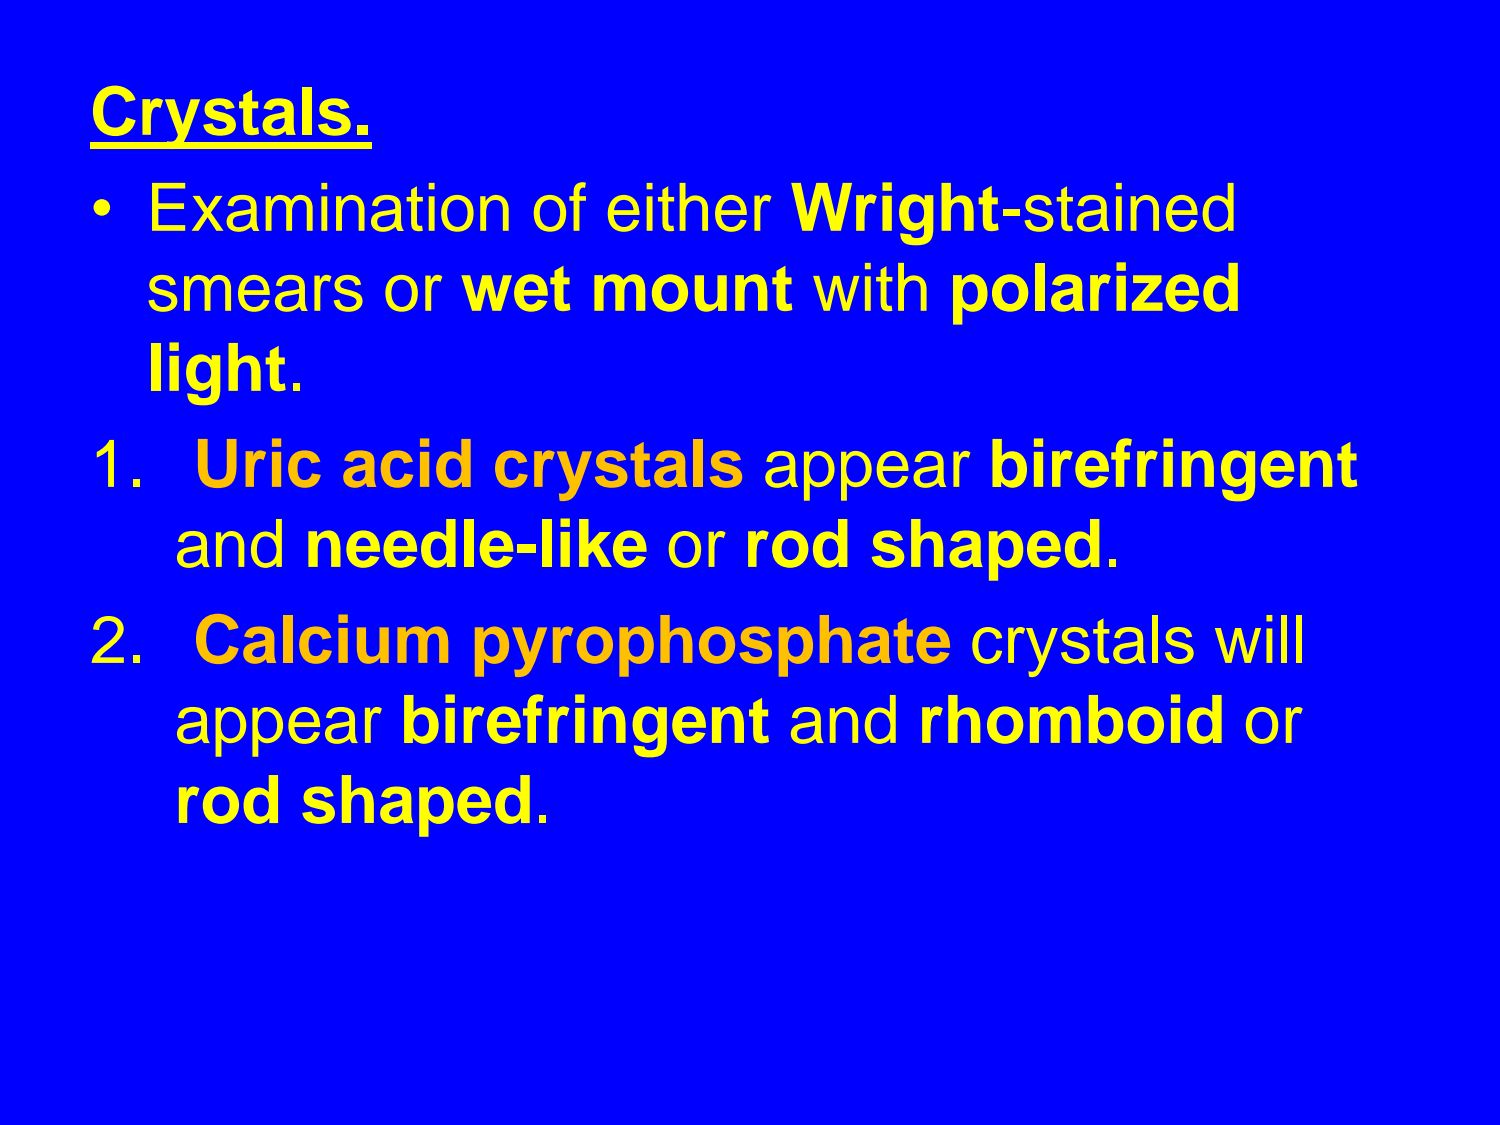 Crystals.
• Examination of either Wright-stained
smears or wet mount with polarized
light.
1. Uric acid crystals appear birefringent
and needle-like or rod shaped.
2. Calcium pyrophosphate crystals will
appear birefringent and rhomboid or
rod shaped.